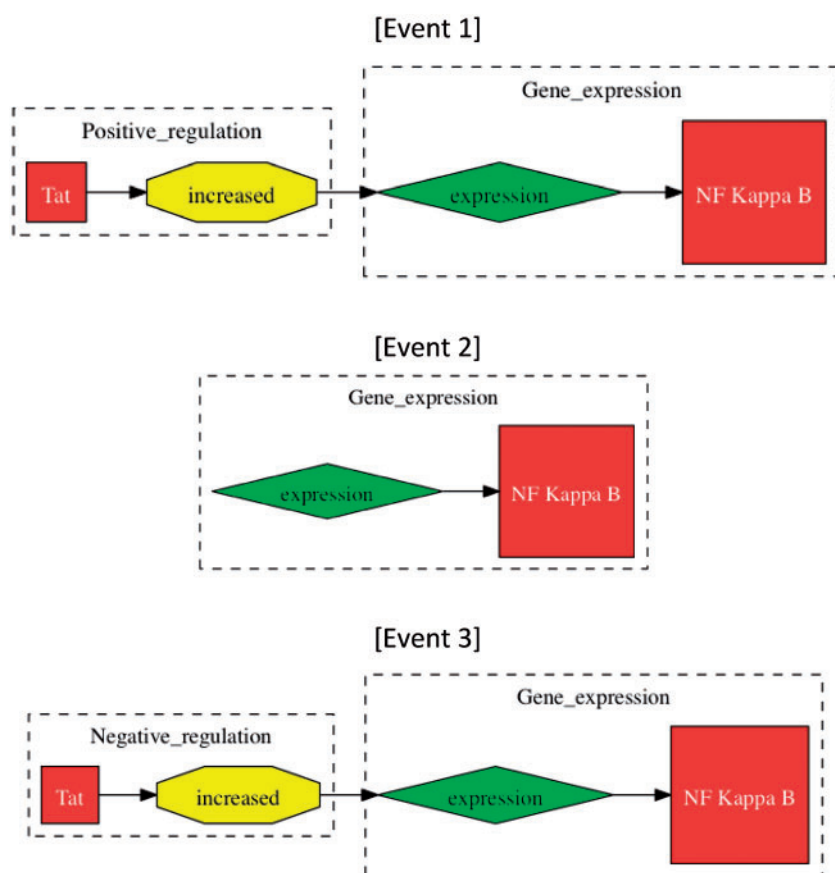 [Event 1]
Gene_expression
Positive_regulation
Tat
increased
expression
NF Kappa B
[Event 2]
Gene_expression
expression
NF Kappa B
[Event 3]
Gene_expression
Negative_regulation
Tat
increased
expression
NF Kappa B